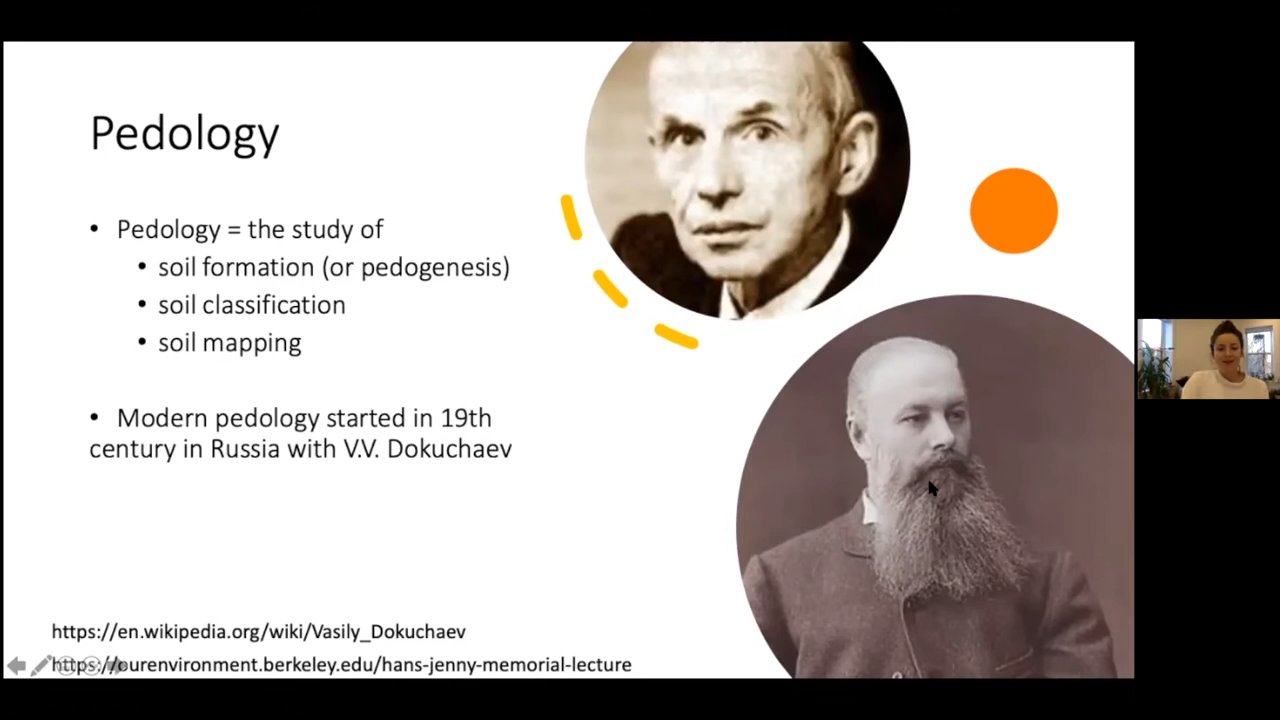 Pedology
• Pedology = the study of
• soil formation (or pedogenesis)
• soil classification
• soil mapping
• Modern pedology started in 19th
century in Russia with V.V. Dokuchaev
https://en.wikipedia.org/wiki/Vasily_Dokuchaev
https://ourenvironment.berkeley.edu/hans-jenny-memorial-lecture